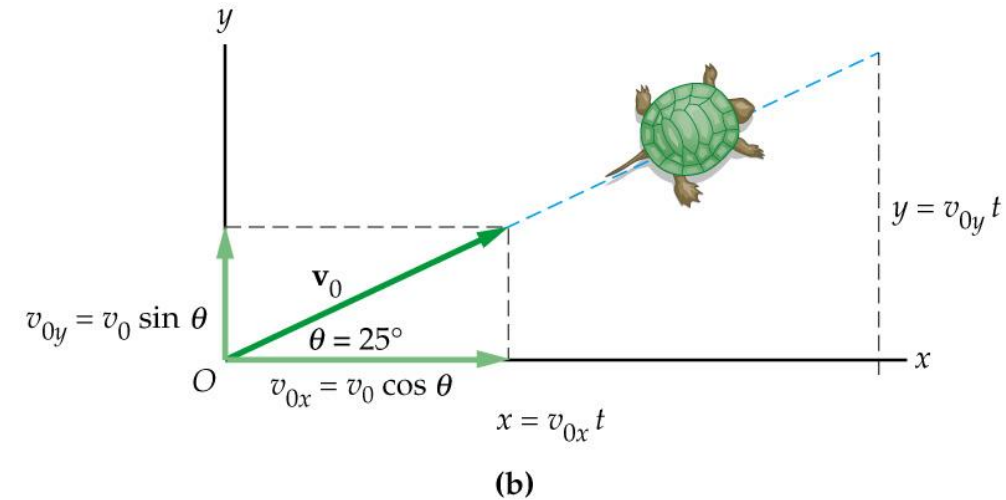 y
y = v₀y t
v₀
v₀y = v₀ sin θ
θ = 25°
x
O
v₀x = v₀ cos θ
x = v₀x t
(b)